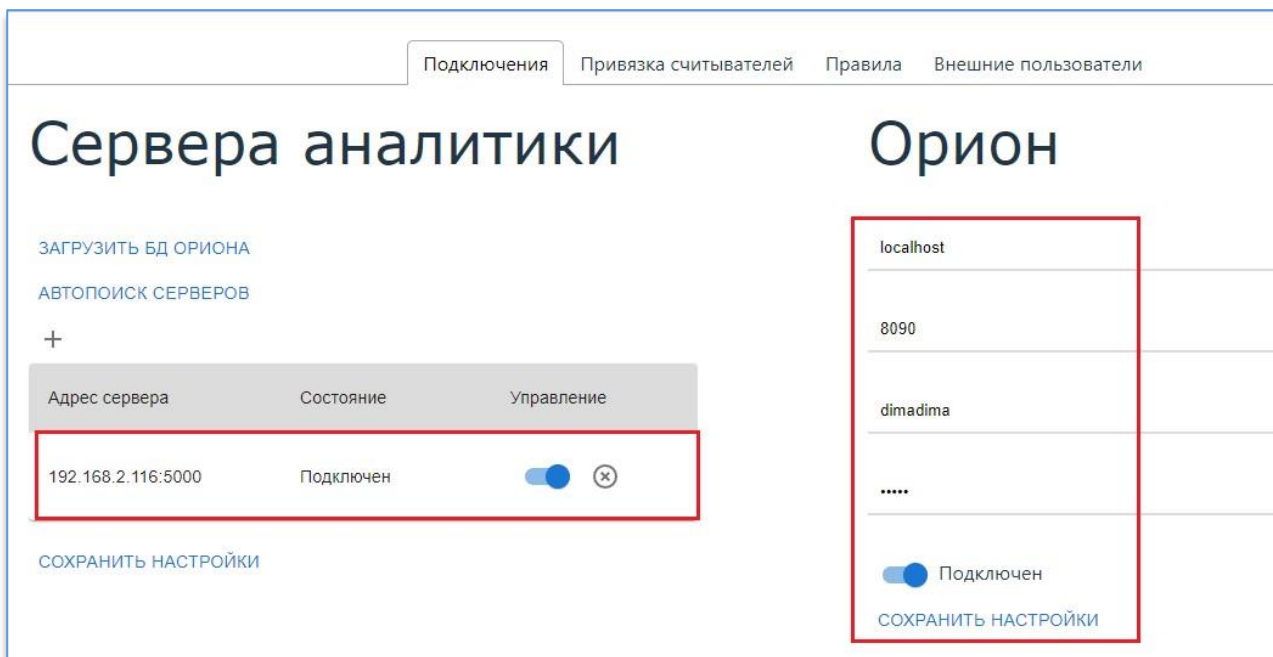 Подключения Привязка считывателей Правила Внешние пользователи
Сервера аналитики
ЗАГРУЗИТЬ БД ОРИОНА
АВТОПОИСК СЕРВЕРОВ
+
Адрес сервера Состояние Управление
192.168.2.116:5000 Подключен
СОХРАНИТЬ НАСТРОЙКИ
Орион
localhost
8090
dimadima
•••••
Подключен
СОХРАНИТЬ НАСТРОЙКИ